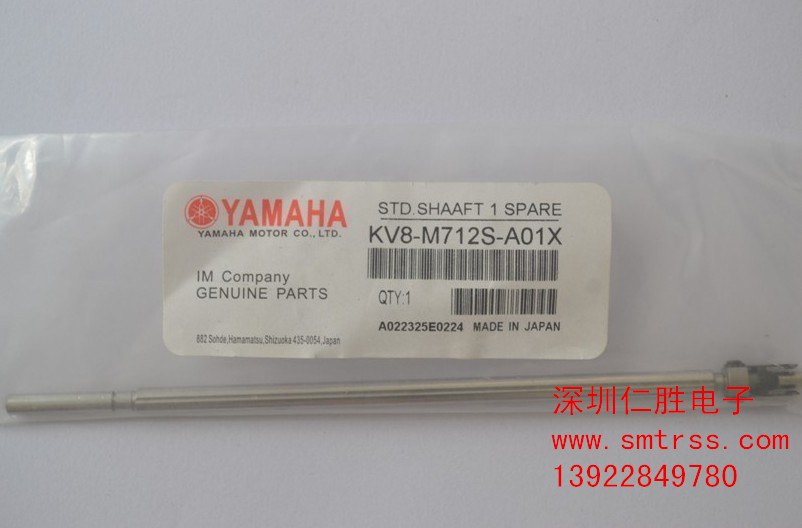 YAMAHA
YAMAHA MOTOR CO., LTD.
IM Company
GENUINE PARTS
882 Sohde,Hamamatsu,Shizuoka 435-0054,Japan
STD.SHAAFT 1 SPARE
KV8-M712S-A01X
QTY:1
A022325E0224 MADE IN JAPAN
深圳仁胜电子
www.smtrss.com
13922849780